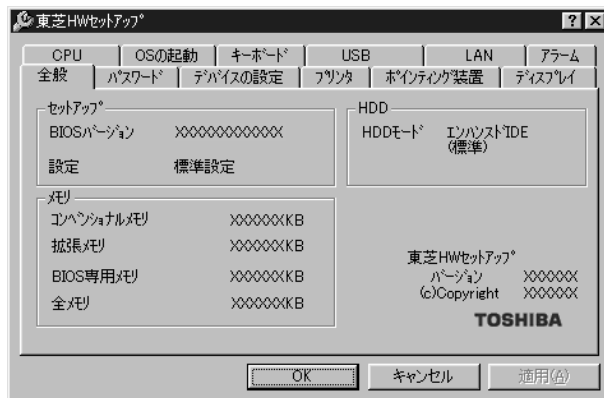 東芝HWセットアップ
? ×
CPU OSの起動 キーボード USB LAN アラーム
全般 パスワード デバイスの設定 プリンタ ポインティング装置 ディスプレイ
セットアップ
BIOSバージョン XXXXXXXXXXXX
設定 標準設定
HDD
HDDモード エンハンストIDE
(標準)
メモリ
コンベンショナルメモリ XXXXXXKB
拡張メモリ XXXXXXKB
BIOS専用メモリ XXXXXXKB
全メモリ XXXXXXKB
東芝HWセットアップ
バージョン XXXXXX
(c)Copyright XXXXXX
TOSHIBA
OK キャンセル 適用(A)